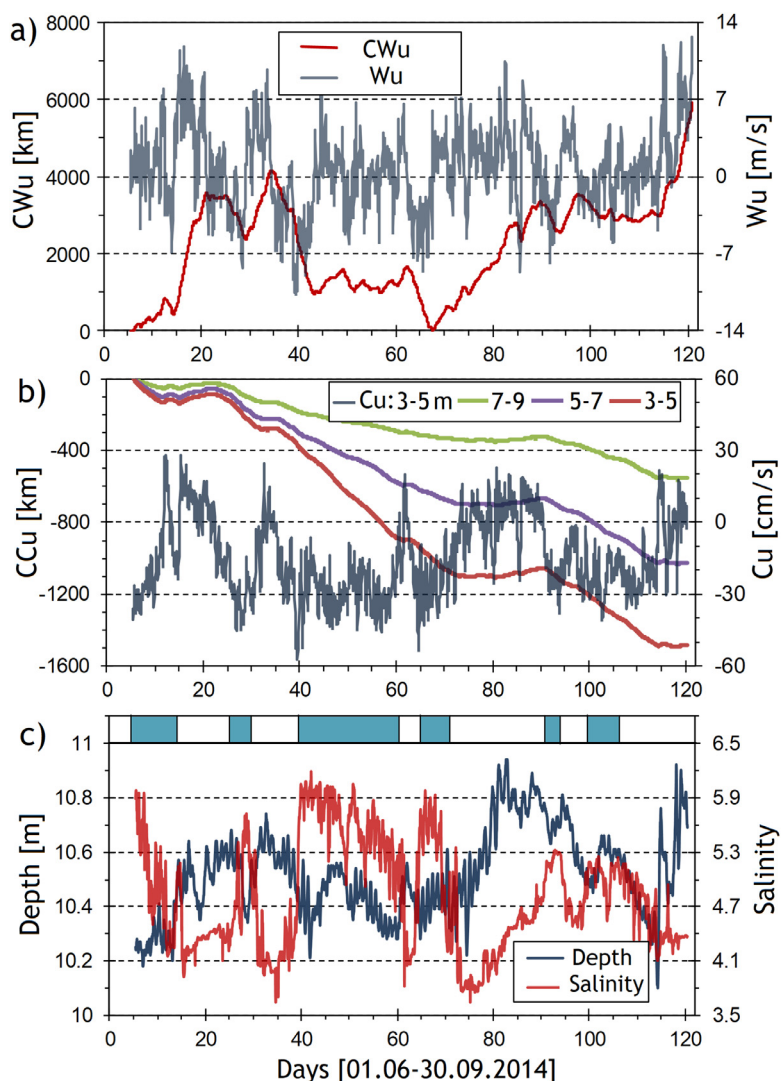 a)
CWu [km]
8000
6000
4000
2000
0
CWu
Wu
14
7
0
-7
-14
Wu [m/s]
0 20 40 60 80 100 120
b)
CCu [km]
0
-400
-800
-1200
-1600
Cu:3-5m 7-9 5-7 3-5
60
30
0
-30
-60
Cu [cm/s]
0 20 40 60 80 100 120
c)
Depth [m]
11
10.8
10.6
10.4
10.2
10
Depth
Salinity
6.5
5.9
5.3
4.7
4.1
3.5
Salinity
0 20 40 60 80 100 120
Days [01.06-30.09.2014]